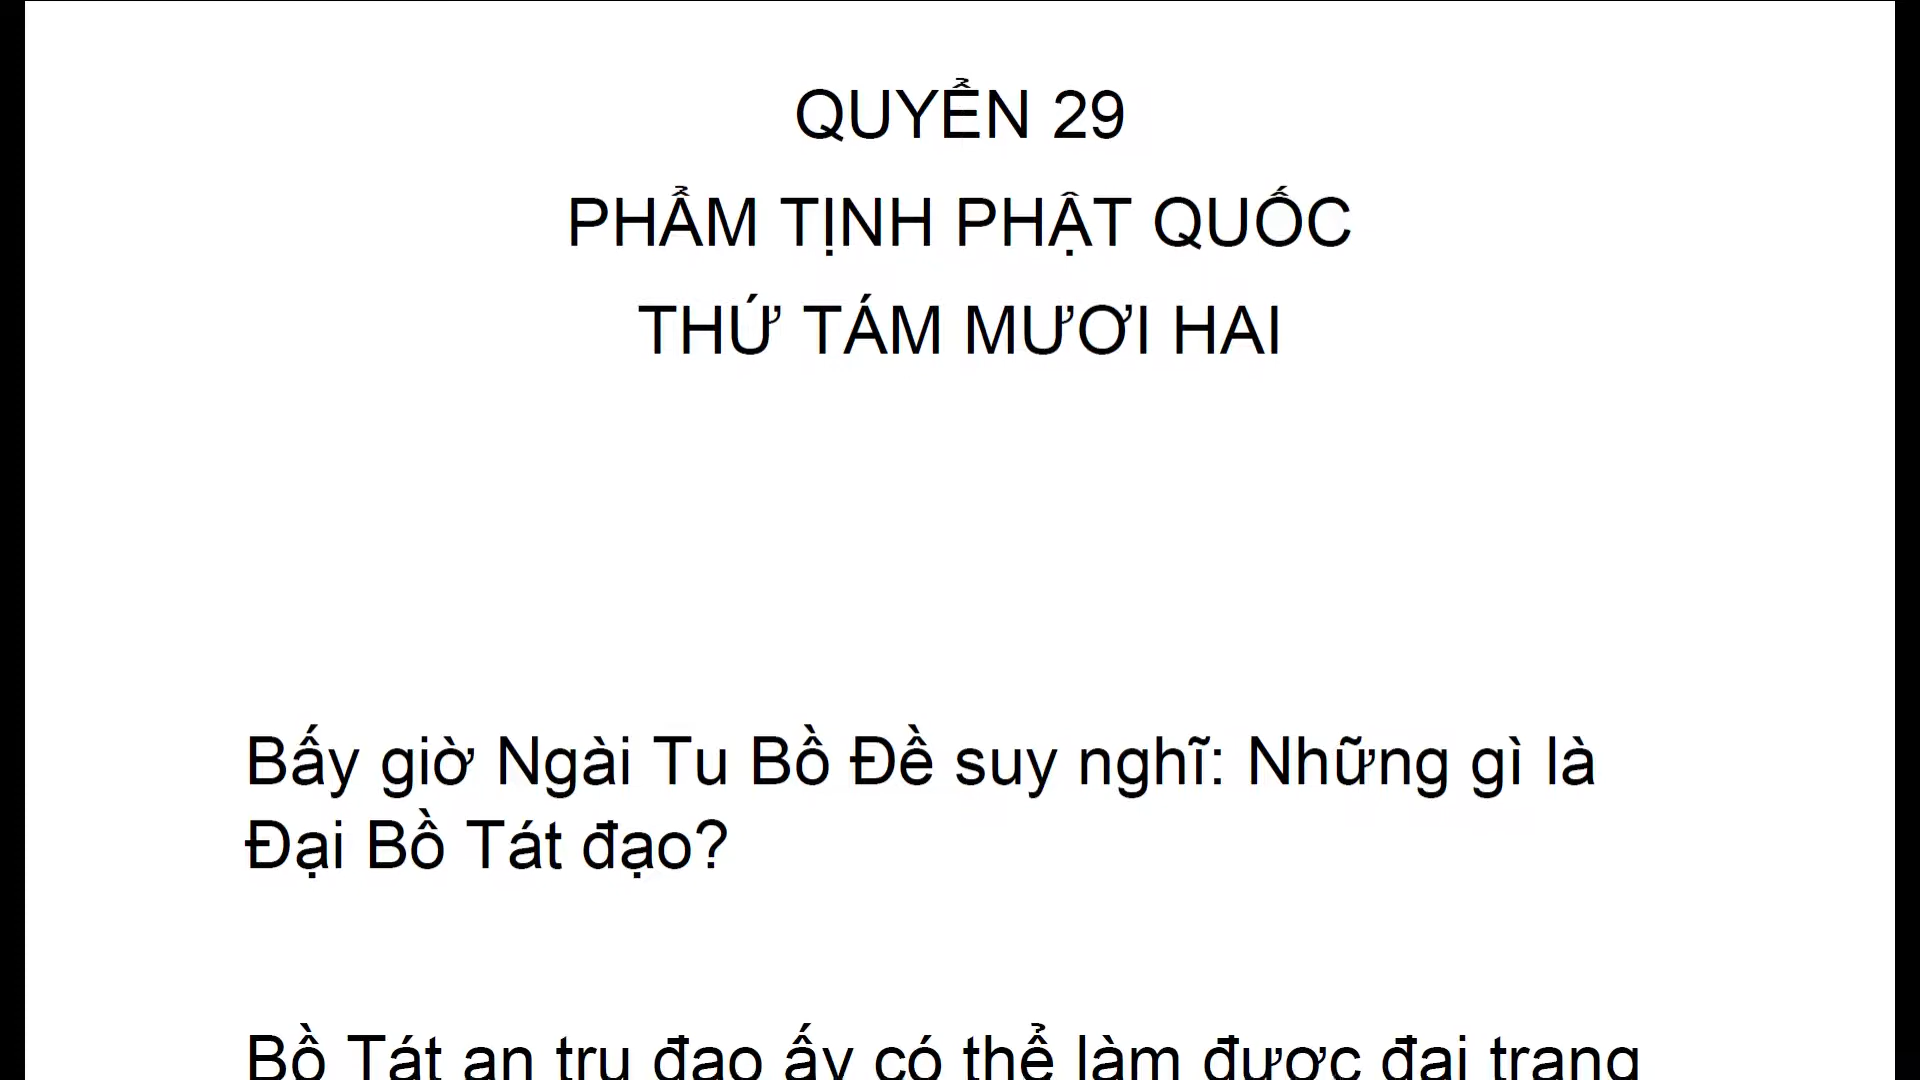 QUYỂN 29
PHẨM TỊNH PHẬT QUỐC
THỨ TÁM MƯƠI HAI
Bấy giờ Ngài Tu Bồ Đề suy nghĩ: Những gì là
Đại Bồ Tát đạo?
Bồ Tát an trụ đạo ấy có thể làm được đại trang